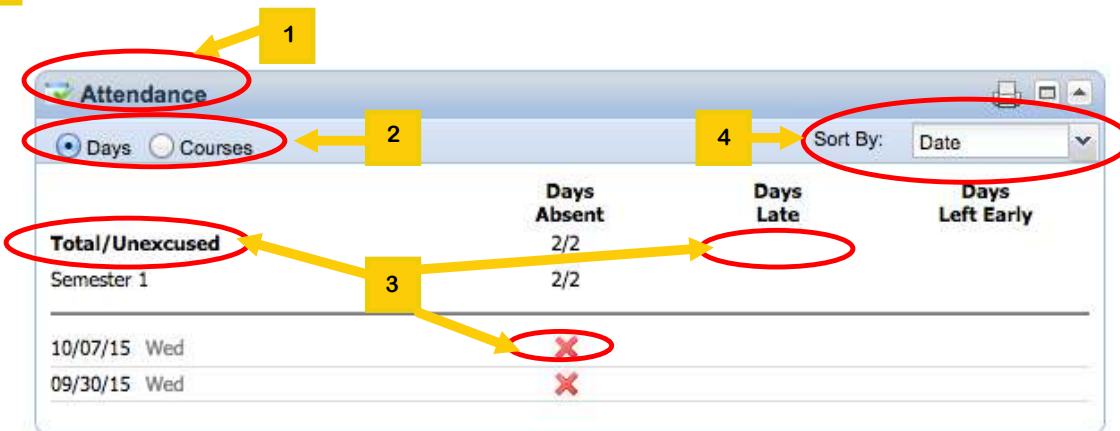 1
Attendance
Days Courses
2
4
Sort By: Date
Days Absent
Days Late
Days Left Early
Total/Unexcused 2/2
Semester 1 2/2
3
10/07/15 Wed
09/30/15 Wed